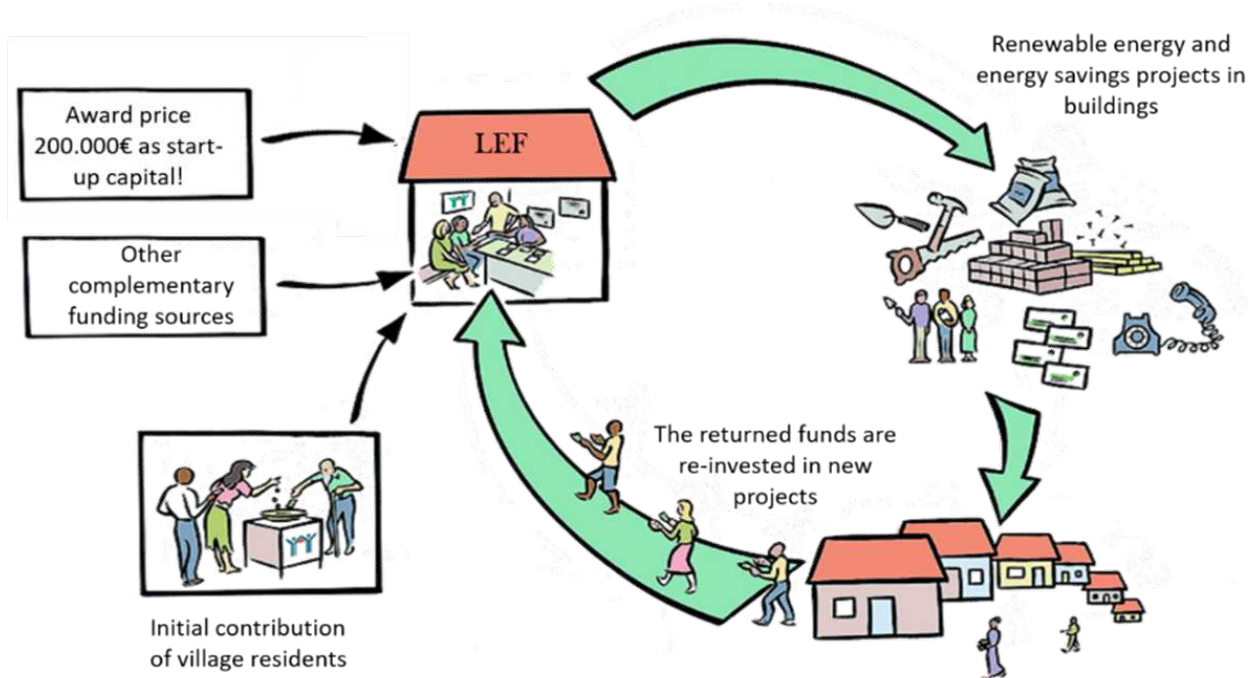 Award price
200.000€ as start-
up capital!
LEF
Renewable energy and
energy savings projects in
buildings
Other
complementary
funding sources
The returned funds are
re-invested in new
projects
Initial contribution
of village residents